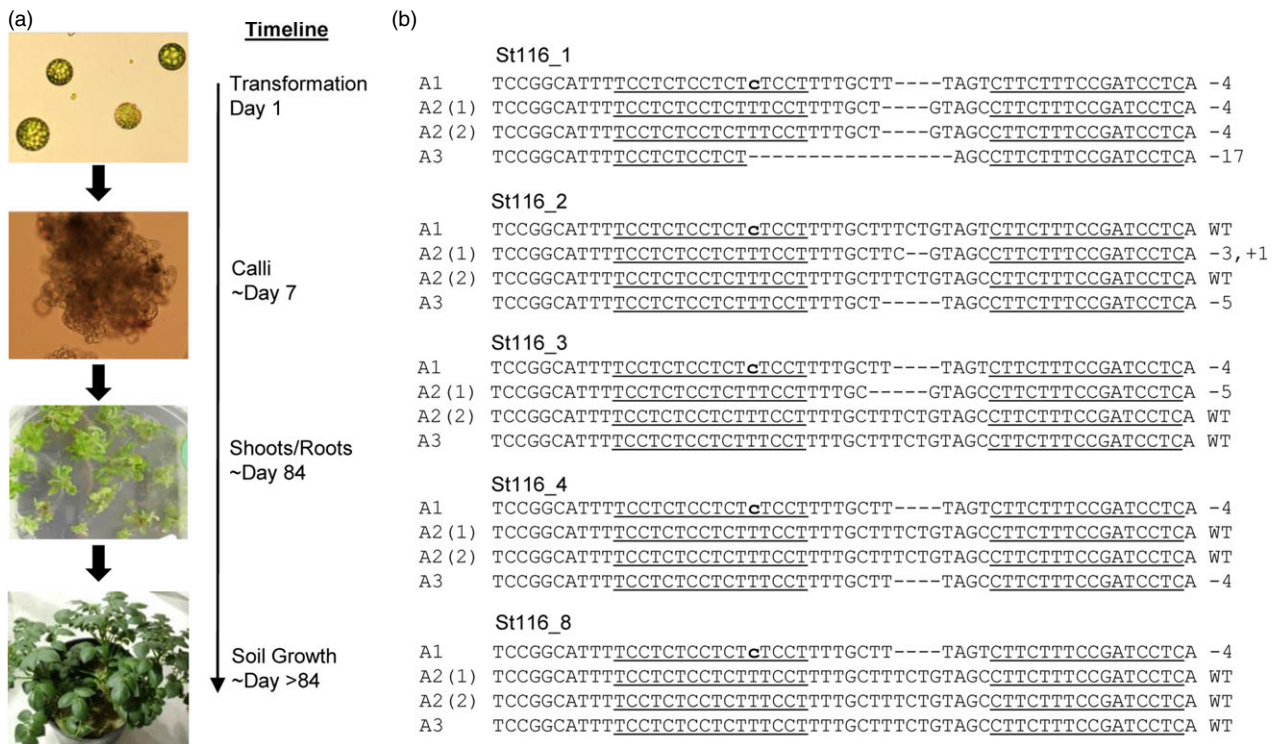 (a)
Timeline
Transformation
Day 1
Calli
~Day 7
Shoots/Roots
~Day 84
Soil Growth
~Day >84
(b)
St116_1
A1 TCCGGCATTTTCCTCTCCTCTcTCCTTTTGCTT----TAGTCTTCTTTCCGATCCTCA -4
A2(1) TCCGGCATTTTCCTCTCCTCTTTCCTTTTGCT----GTAGCCTTCTTTCCGATCCTCA -4
A2(2) TCCGGCATTTTCCTCTCCTCTTTCCTTTTGCT----GTAGCCTTCTTTCCGATCCTCA -4
A3 TCCGGCATTTTCCTCTCCTCT-----------------AGCCTTCTTTCCGATCCTCA -17
St116_2
A1 TCCGGCATTTTCCTCTCCTCTcTCCTTTTGCTTTCTGTAGTCTTCTTTCCGATCCTCA WT
A2(1) TCCGGCATTTTCCTCTCCTCTTTCCTTTTGCTTC--GTAGCCTTCTTTCCGATCCTCA -3,+1
A2(2) TCCGGCATTTTCCTCTCCTCTTTCCTTTTGCTTTCTGTAGCCTTCTTTCCGATCCTCA WT
A3 TCCGGCATTTTCCTCTCCTCTTTCCTTTTGCT-----TAGCCTTCTTTCCGATCCTCA -5
St116_3
A1 TCCGGCATTTTCCTCTCCTCTcTCCTTTTGCTT----TAGTCTTCTTTCCGATCCTCA -4
A2(1) TCCGGCATTTTCCTCTCCTCTTTCCTTTTGC-----GTAGCCTTCTTTCCGATCCTCA -5
A2(2) TCCGGCATTTTCCTCTCCTCTTTCCTTTTGCTTTCTGTAGCCTTCTTTCCGATCCTCA WT
A3 TCCGGCATTTTCCTCTCCTCTTTCCTTTTGCTTTCTGTAGCCTTCTTTCCGATCCTCA WT
St116_4
A1 TCCGGCATTTTCCTCTCCTCTcTCCTTTTGCTT----TAGTCTTCTTTCCGATCCTCA -4
A2(1) TCCGGCATTTTCCTCTCCTCTTTCCTTTTGCTTTCTGTAGCCTTCTTTCCGATCCTCA WT
A2(2) TCCGGCATTTTCCTCTCCTCTTTCCTTTTGCTTTCTGTAGCCTTCTTTCCGATCCTCA WT
A3 TCCGGCATTTTCCTCTCCTCTTTCCTTTTGCTT----TAGCCTTCTTTCCGATCCTCA -4
St116_8
A1 TCCGGCATTTTCCTCTCCTCTcTCCTTTTGCTT----TAGTCTTCTTTCCGATCCTCA -4
A2(1) TCCGGCATTTTCCTCTCCTCTTTCCTTTTGCTTTCTGTAGCCTTCTTTCCGATCCTCA WT
A2(2) TCCGGCATTTTCCTCTCCTCTTTCCTTTTGCTTTCTGTAGCCTTCTTTCCGATCCTCA WT
A3 TCCGGCATTTTCCTCTCCTCTTTCCTTTTGCTTTCTGTAGCCTTCTTTCCGATCCTCA WT